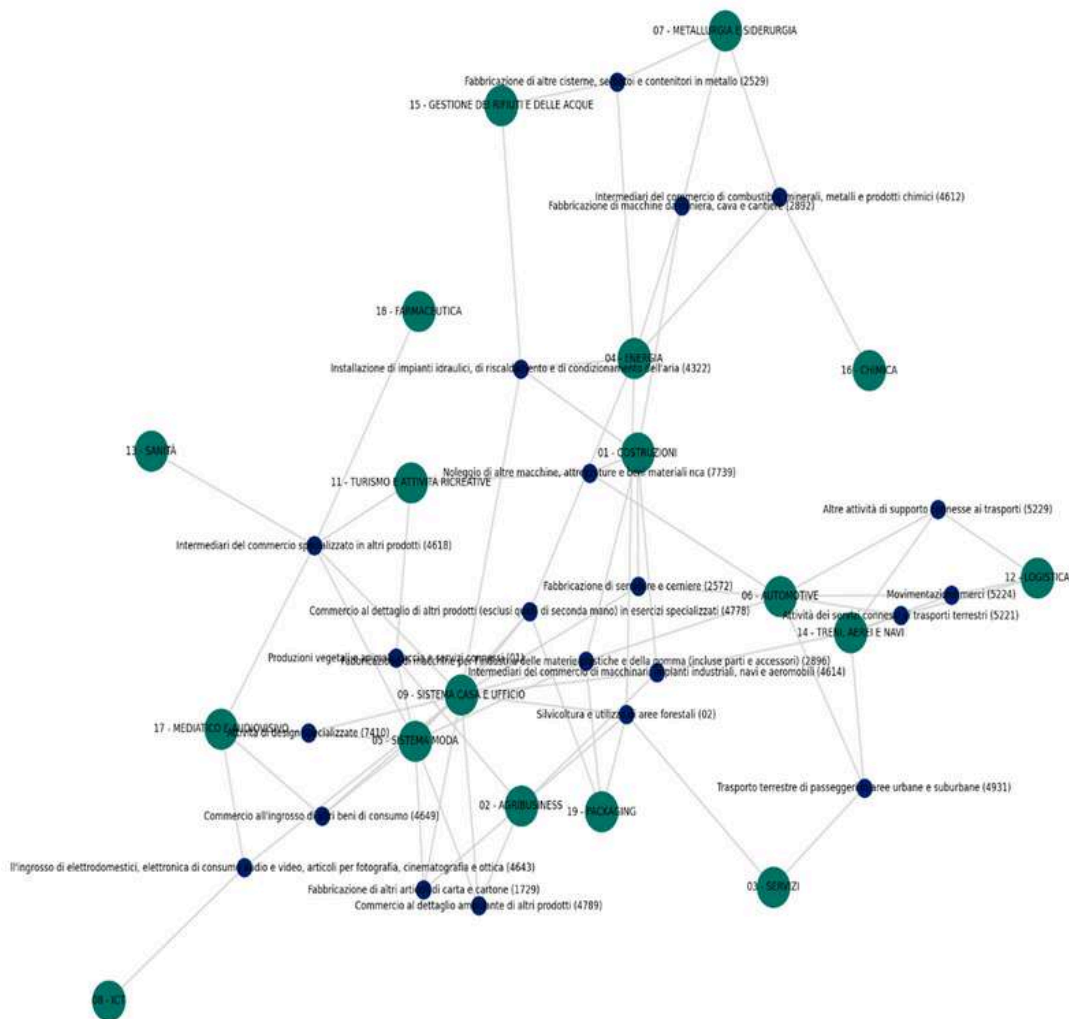 07 - METALLURGIA E SIDERURGIA
Fabbricazione di altre cisterne, serbatoi e contenitori in metallo (2529)
15 - GESTIONE DEI RIFIUTI E DELLE ACQUE
Intermediari del commercio di combustibili, minerali, metalli e prodotti chimici (4612)
Fabbricazione di macchine da miniera, cava e cantiere (2892)
18 - FARMACEUTICA
04 - ENERGIA
Installazione di impianti idraulici, di riscaldamento e di condizionamento dell'aria (4322)
16 - CHIMICA
13 - SANITÀ
01 - COSTRUZIONI
Noleggio di altre macchine, attrezzature e beni materiali nca (7739)
11 - TURISMO E ATTIVITÀ RICREATIVE
Altre attività di supporto connesse ai trasporti (5229)
Intermediari del commercio specializzato in altri prodotti (4618)
12 - LOGISTICA
Fabbricazione di serrature e cerniere (2572)
06 - AUTOMOTIVE
Movimentazione merci (5224)
Commercio al dettaglio di altri prodotti (esclusi quelli di seconda mano) in esercizi specializzati (4778)
Attività dei servizi connessi ai trasporti terrestri (5221)
14 - TRENI, AEREI E NAVI
Produzioni vegetali e animali, caccia e servizi connessi (01)
Fabbricazione di macchine per l'industria delle materie plastiche e della gomma (incluse parti e accessori) (2896)
Intermediari del commercio di macchinari, impianti industriali, navi e aeromobili (4614)
09 - SISTEMA CASA E UFFICIO
Silvicoltura e utilizzo di aree forestali (02)
17 - MEDIATICO E AUDIOVISIVO
Attività di design specializzate (7410)
05 - SISTEMA MODA
Trasporto terrestre di passeggeri in aree urbane e suburbane (4931)
02 - AGRIBUSINESS
19 - PACKAGING
Commercio all'ingrosso di altri beni di consumo (4649)
ll'ingrosso di elettrodomestici, elettronica di consumo audio e video, articoli per fotografia, cinematografia e ottica (4643)
03 - SERVIZI
Fabbricazione di altri articoli di carta e cartone (1729)
Commercio al dettaglio ambulante di altri prodotti (4789)
08 - ICT